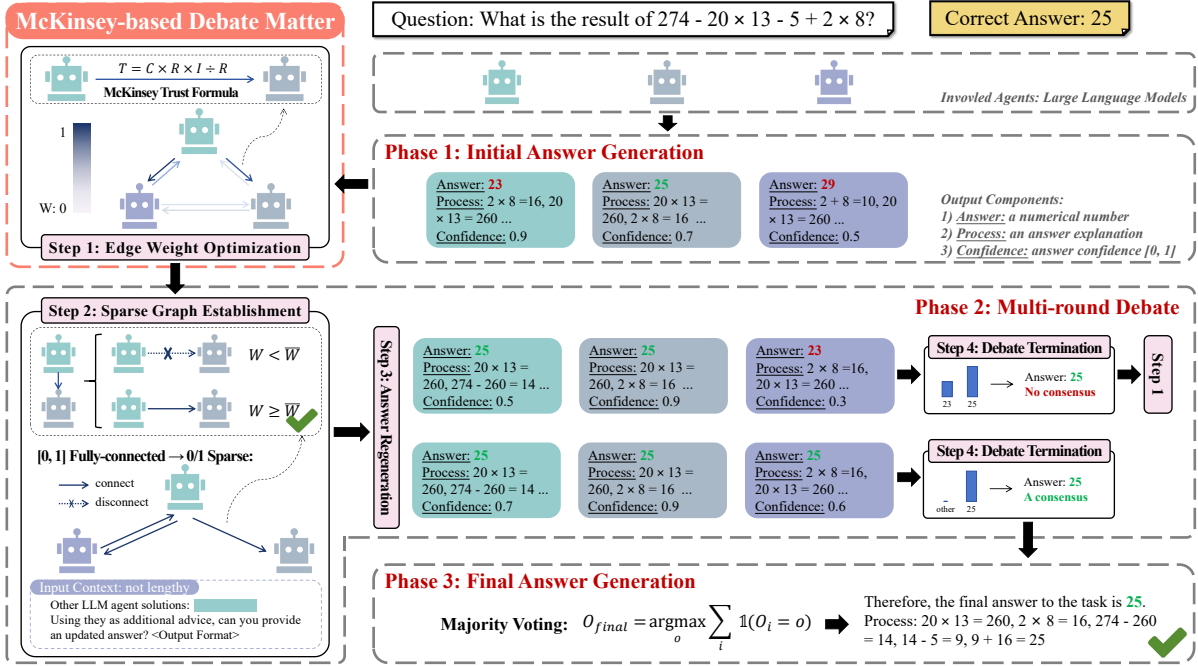 McKinsey-based Debate Matter
T = C × R × I ÷ R
McKinsey Trust Formula
1
W: 0
Step 1: Edge Weight Optimization
Question: What is the result of 274 - 20 × 13 - 5 + 2 × 8?
Correct Answer: 25
Invovled Agents: Large Language Models
Phase 1: Initial Answer Generation
Answer: 23
Process: 2 × 8 =16, 20
× 13 = 260 ...
Confidence: 0.9
Answer: 25
Process: 20 × 13 =
260, 2 × 8 = 16 ...
Confidence: 0.7
Answer: 29
Process: 2 + 8 =10, 20
× 13 = 260 ...
Confidence: 0.5
Output Components:
1) Answer: a numerical number
2) Process: an answer explanation
3) Confidence: answer confidence [0, 1]
Step 2: Sparse Graph Establishment
W < W̅
W ≥ W̅
[0, 1] Fully-connected → 0/1 Sparse:
connect
disconnect
Input Context: not lengthy
Other LLM agent solutions:
Using they as additional advice, can you provide
an updated answer? <Output Format>
Phase 2: Multi-round Debate
Step 3: Answer Regeneration
Answer: 25
Process: 20 × 13 =
260, 274 - 260 = 14 ...
Confidence: 0.5
Answer: 25
Process: 20 × 13 =
260, 2 × 8 = 16 ...
Confidence: 0.9
Answer: 23
Process: 2 × 8 =16,
20 × 13 = 260 ...
Confidence: 0.3
Step 4: Debate Termination
23 25
Answer: 25
No consensus
Step 1
Answer: 25
Process: 20 × 13 =
260, 274 - 260 = 14 ...
Confidence: 0.7
Answer: 25
Process: 20 × 13 =
260, 2 × 8 = 16 ...
Confidence: 0.9
Answer: 25
Process: 2 × 8 =16,
20 × 13 = 260 ...
Confidence: 0.6
Step 4: Debate Termination
other 25
Answer: 25
A consensus
Phase 3: Final Answer Generation
Majority Voting: O_final = argmax_o ∑_i 𝟙(O_i = o)
Therefore, the final answer to the task is 25.
Process: 20 × 13 = 260, 2 × 8 = 16, 274 - 260
= 14, 14 - 5 = 9, 9 + 16 = 25